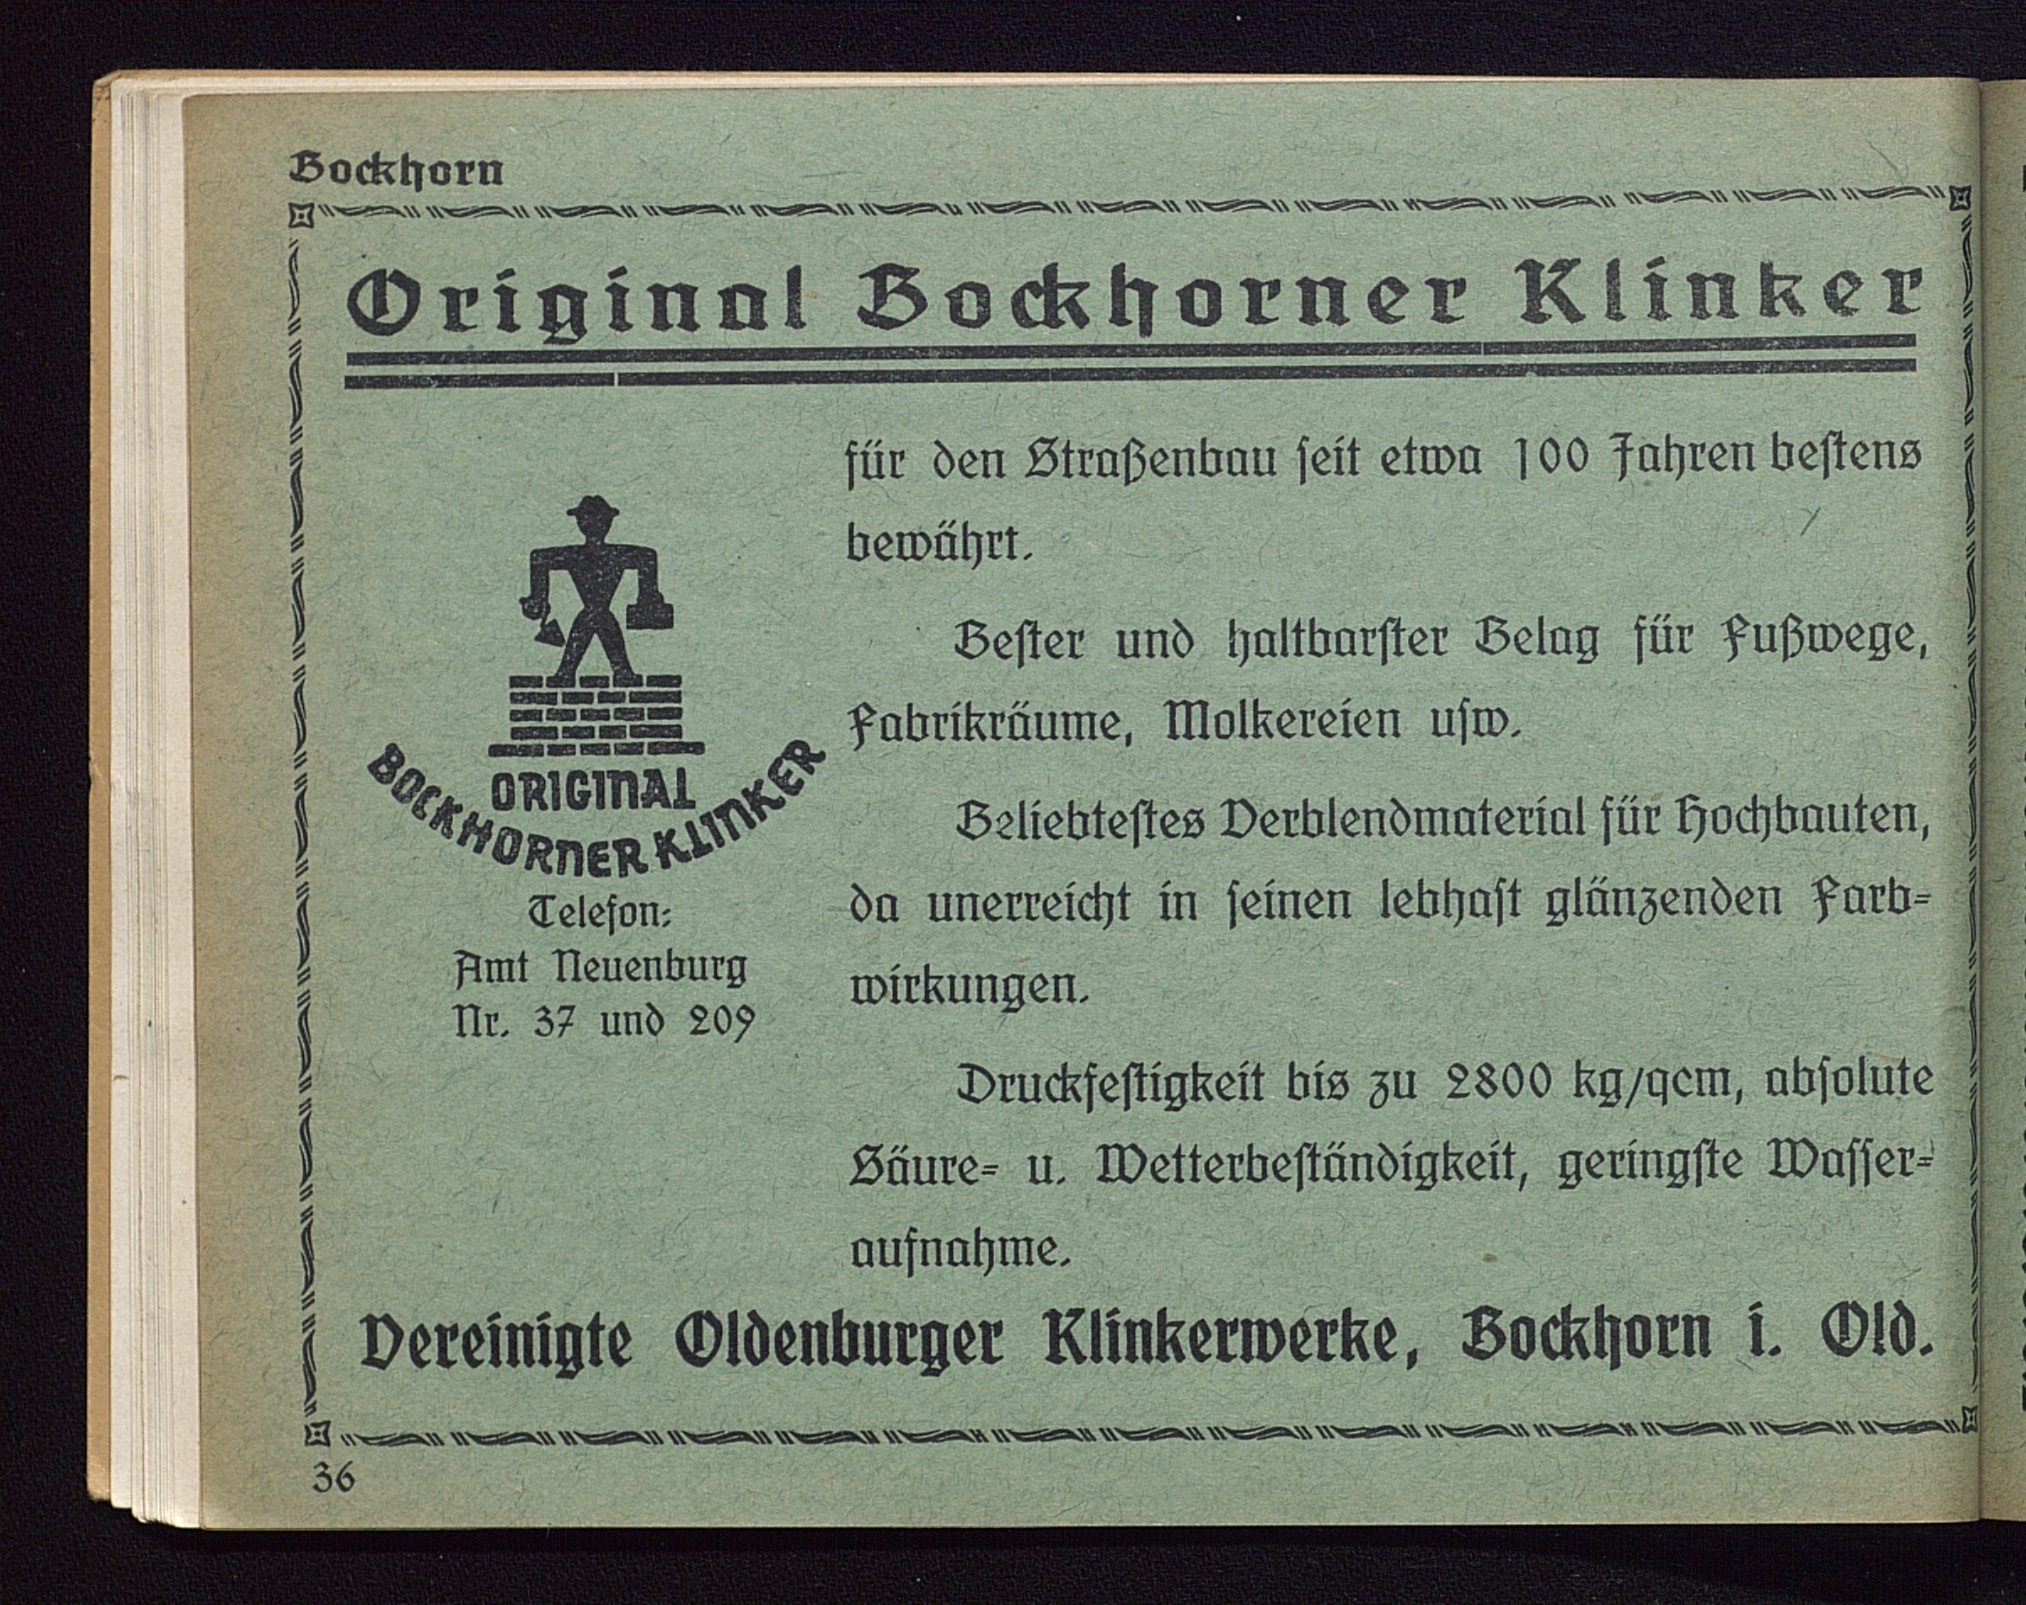 Bockhorn
Original Bockhorner Klinker
für den Straßenbau seit etwa 100 Jahren bestens
bewährt.
Bester und haltbarster Belag für Fußwege,
Fabrikräume, Molkereien usw.
Beliebtestes Verblendmaterial für Hochbauten,
da unerreicht in seinen lebhaft glänzenden Farb-
wirkungen.
Druckfestigkeit bis zu 2800 kg/qcm, absolute
Säure- u. Wetterbeständigkeit, geringste Wasser-
aufnahme.
ORIGINAL
BOCKHORNER KLINKER
Telefon:
Amt Neuenburg
Nr. 37 und 209
Vereinigte Oldenburger Klinkerwerke, Bockhorn i. Old.
36